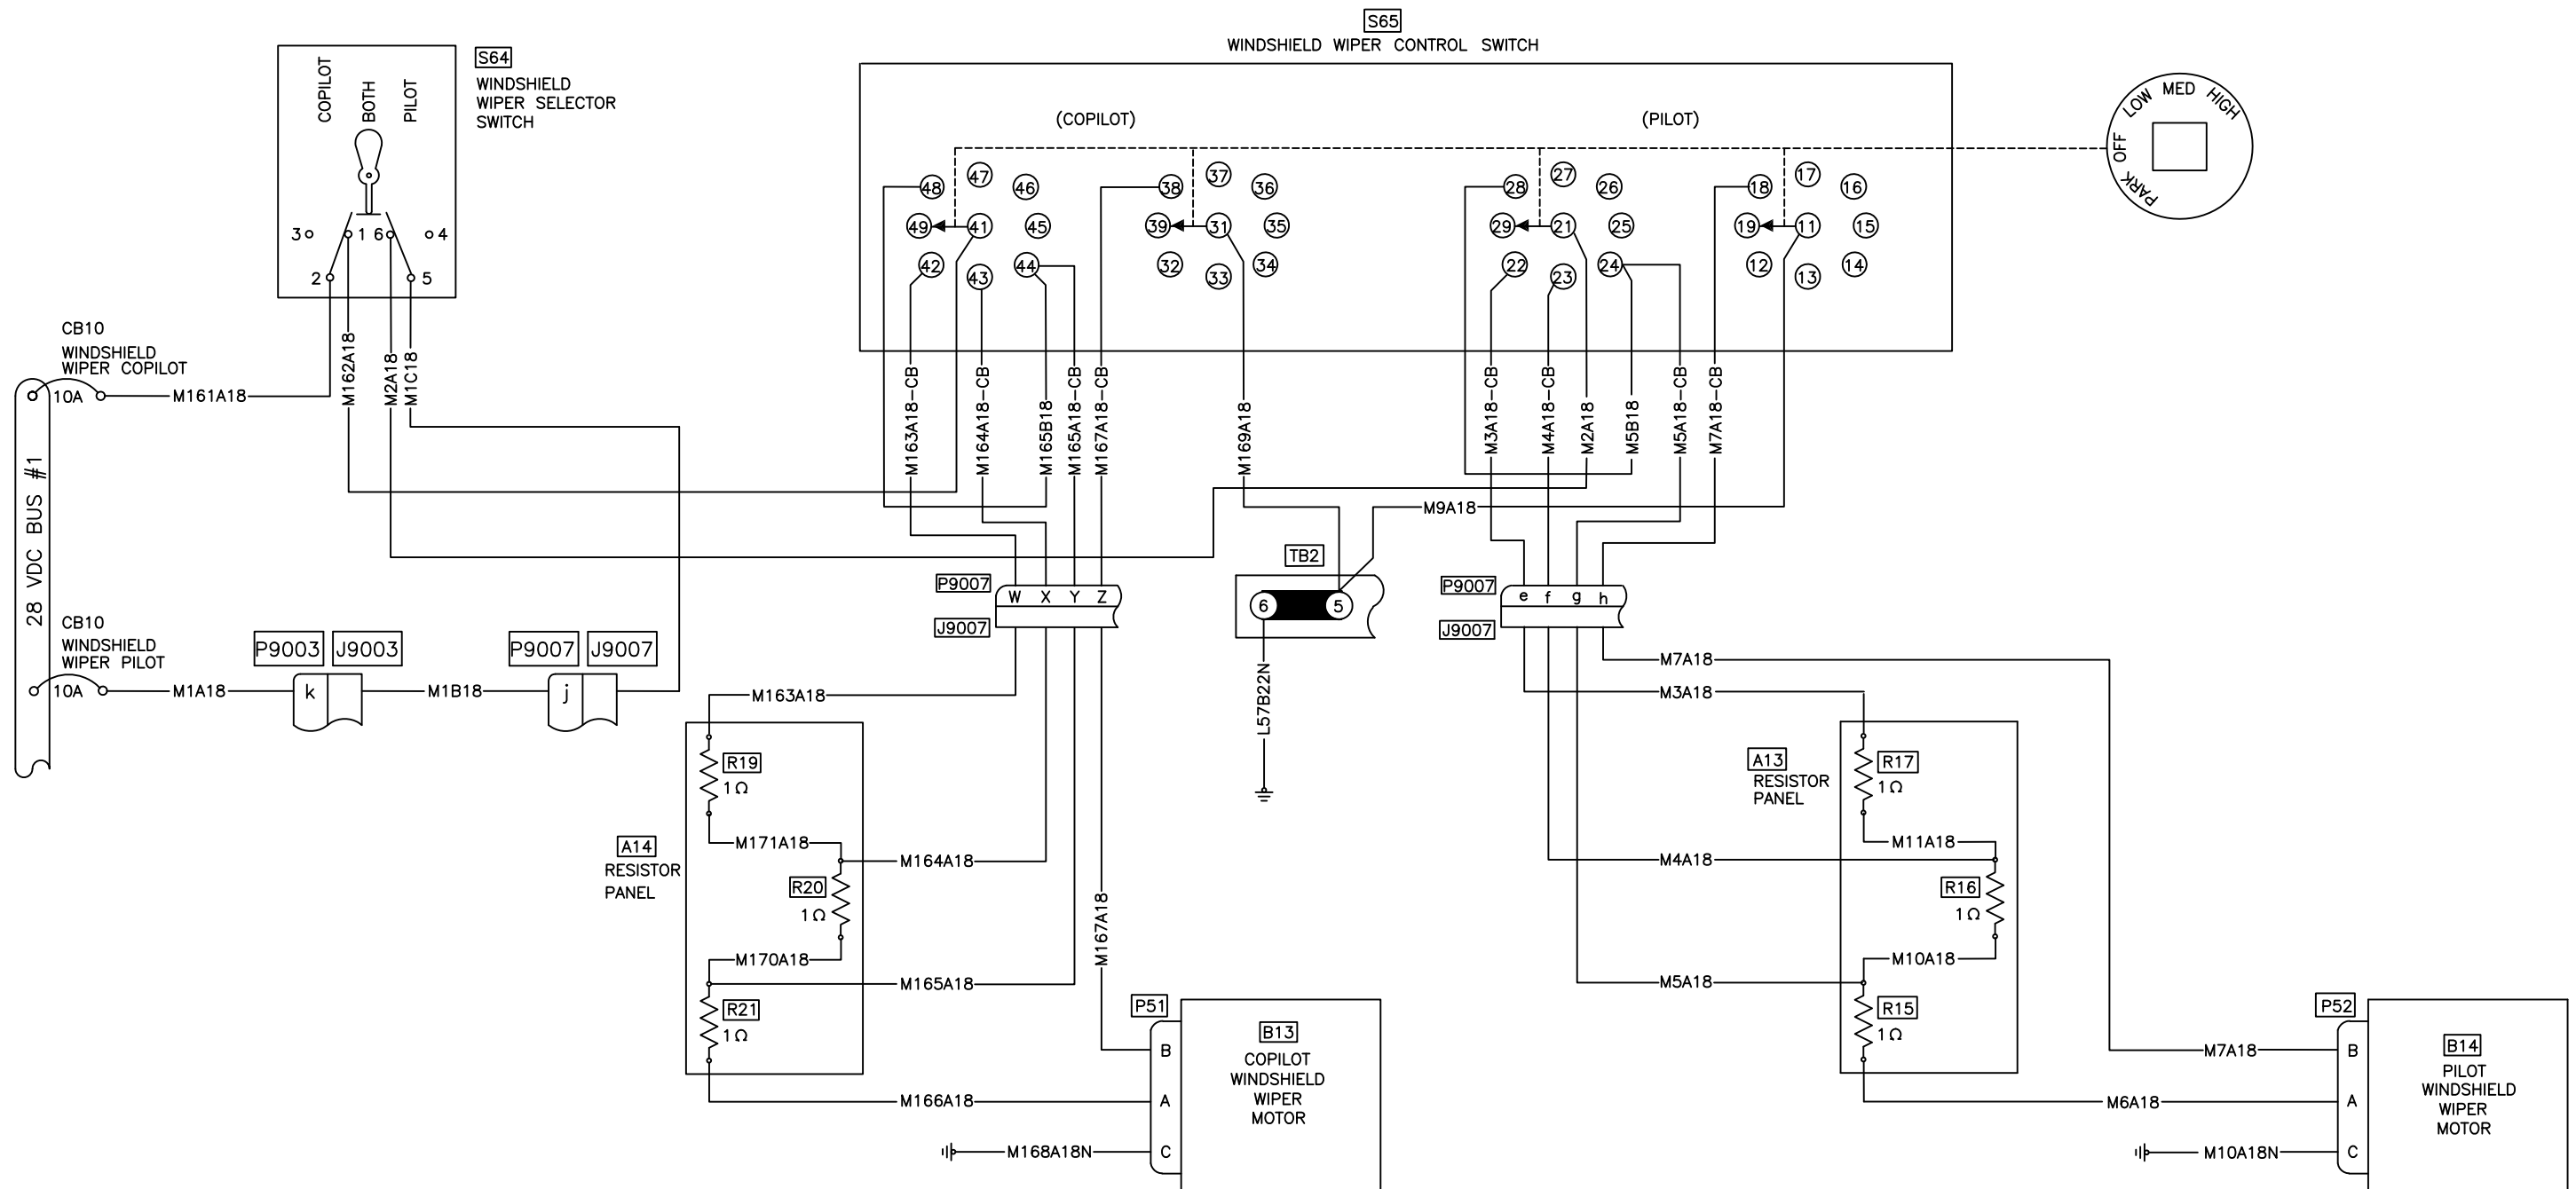 S65
WINDSHIELD WIPER CONTROL SWITCH
S64
WINDSHIELD
WIPER SELECTOR
SWITCH
COPILOT
BOTH
PILOT
3
1
6
4
2
5
(COPILOT)
(PILOT)
48
47
46
49
41
45
42
43
44
38
37
36
39
31
35
32
33
34
28
27
26
29
21
25
22
23
24
18
17
16
19
11
15
12
13
14
PARK
OFF
LOW
MED
HIGH
CB10
WINDSHIELD
WIPER COPILOT
10A
M161A18
28 VDC BUS #1
CB10
WINDSHIELD
WIPER PILOT
10A
M1A18
P9003
J9003
k
M1B18
P9007
J9007
j
M162A18
M2A18
M1C18
M163A18-CB
M164A18-CB
M165B18
M165A18-CB
M167A18-CB
M169A18
M3A18-CB
M4A18-CB
M2A18
M5B18
M5A18-CB
M7A18-CB
M9A18
P9007
W X Y Z
J9007
TB2
6
5
L57B22N
P9007
e f g h
J9007
M163A18
R19
1Ω
M171A18
A14
RESISTOR
PANEL
M164A18
R20
1Ω
M170A18
M165A18
R21
1Ω
M166A18
M167A18
M168A18N
P51
B
A
C
B13
COPILOT
WINDSHIELD
WIPER
MOTOR
M7A18
M3A18
A13
RESISTOR
PANEL
R17
1Ω
M11A18
M4A18
R16
1Ω
M10A18
M5A18
R15
1Ω
M7A18
M6A18
M10A18N
P52
B
A
C
B14
PILOT
WINDSHIELD
WIPER
MOTOR